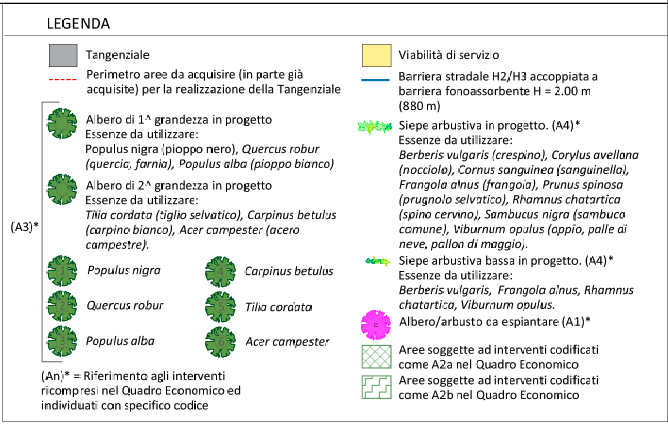 LEGENDA
Tangenziale
Perimetro aree da acquisire (in parte già
acquisite) per la realizzazione della Tangenziale
Albero di 1^ grandezza in progetto
Essenze da utilizzare:
Populus nigra (pioppo nero), Quercus robur
(quercia, farnia), Populus alba (pioppo bianco)
Albero di 2^ grandezza in progetto
Essenze da utilizzare:
Tilia cordata (tiglio selvatico), Carpinus betulus
(carpino bianco), Acer campester (acero
campestre).
(A3)*
1 Populus nigra
4 Carpinus betulus
2 Quercus robur
5 Tilia cordata
3 Populus alba
6 Acer campester
(An)* = Riferimento agli interventi
ricompresi nel Quadro Economico ed
individuati con specifico codice
Viabilità di servizio
Barriera stradale H2/H3 accoppiata a
barriera fonoassorbente H = 2.00 m
(880 m)
Siepe arbustiva in progetto. (A4)*
Essenze da utilizzare:
Berberis vulgaris (crespino), Corylus avellana
(nocciolo), Cornus sanguinea (sanguinella),
Frangola alnus (frangola), Prunus spinosa
(prugnolo selvatico), Rhamnus chatartica
(spino cervino), Sambucus nigra (sambuco
comune), Viburnum opulus (oppio, palle di
neve, pallon di maggio).
Siepe arbustiva bassa in progetto. (A4)*
Essenze da utilizzare:
Berberis vulgaris, Frangola alnus, Rhamnus
chatartica, Viburnum opulus.
Albero/arbusto da espiantare (A1)*
Aree soggette ad interventi codificati
come A2a nel Quadro Economico
Aree soggette ad interventi codificati
come A2b nel Quadro Economico